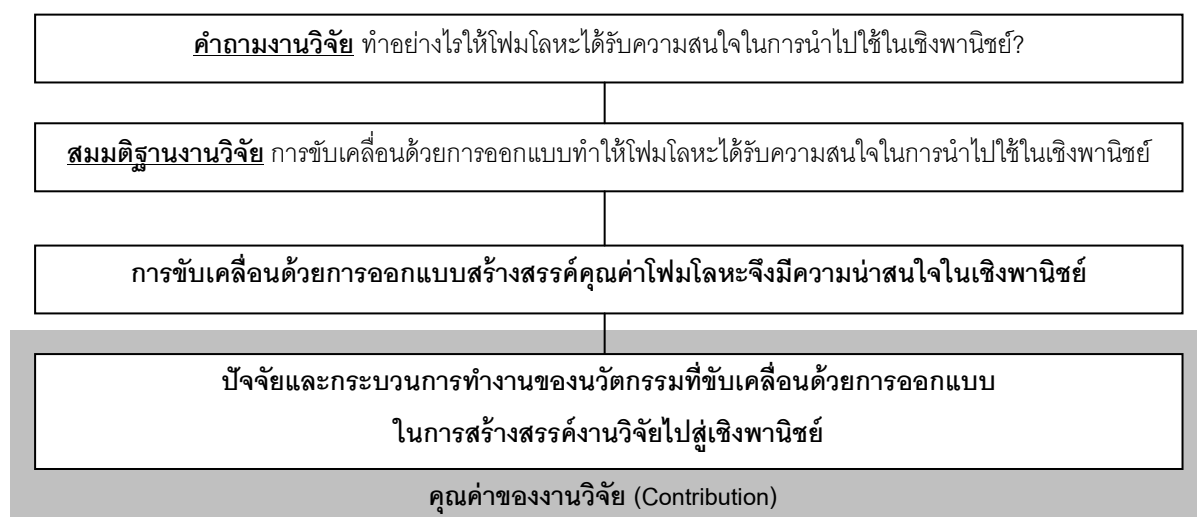 คำถามงานวิจัย ทำอย่างไรให้โฟมโลหะได้รับความสนใจในการนำไปใช้ในเชิงพานิชย์?
สมมติฐานงานวิจัย การขับเคลื่อนด้วยการออกแบบทำให้โฟมโลหะได้รับความสนใจในการนำไปใช้ในเชิงพานิชย์
การขับเคลื่อนด้วยการออกแบบสร้างสรรค์คุณค่าโฟมโลหะจึงมีความน่าสนใจในเชิงพานิชย์
ปัจจัยและกระบวนการทำงานของนวัตกรรมที่ขับเคลื่อนด้วยการออกแบบ
ในการสร้างสรรค์งานวิจัยไปสู่เชิงพานิชย์
คุณค่าของงานวิจัย (Contribution)